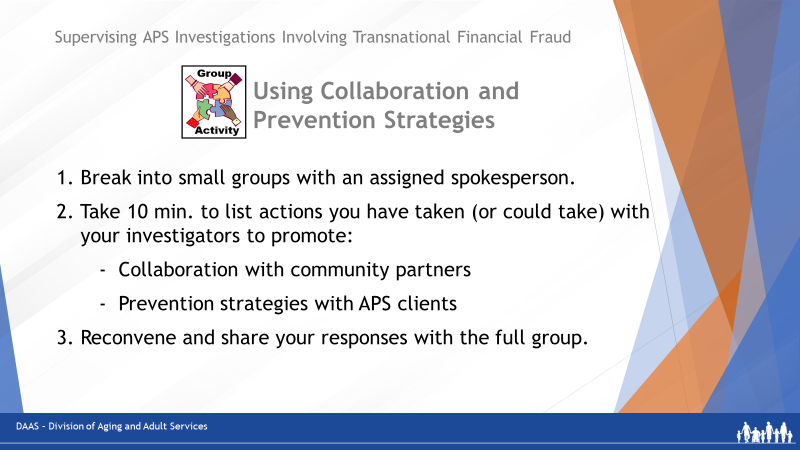 Supervising APS Investigations Involving Transnational Financial Fraud
Group
Activity
Using Collaboration and
Prevention Strategies
1. Break into small groups with an assigned spokesperson.
2. Take 10 min. to list actions you have taken (or could take) with
your investigators to promote:
- Collaboration with community partners
- Prevention strategies with APS clients
3. Reconvene and share your responses with the full group.
DAAS – Division of Aging and Adult Services